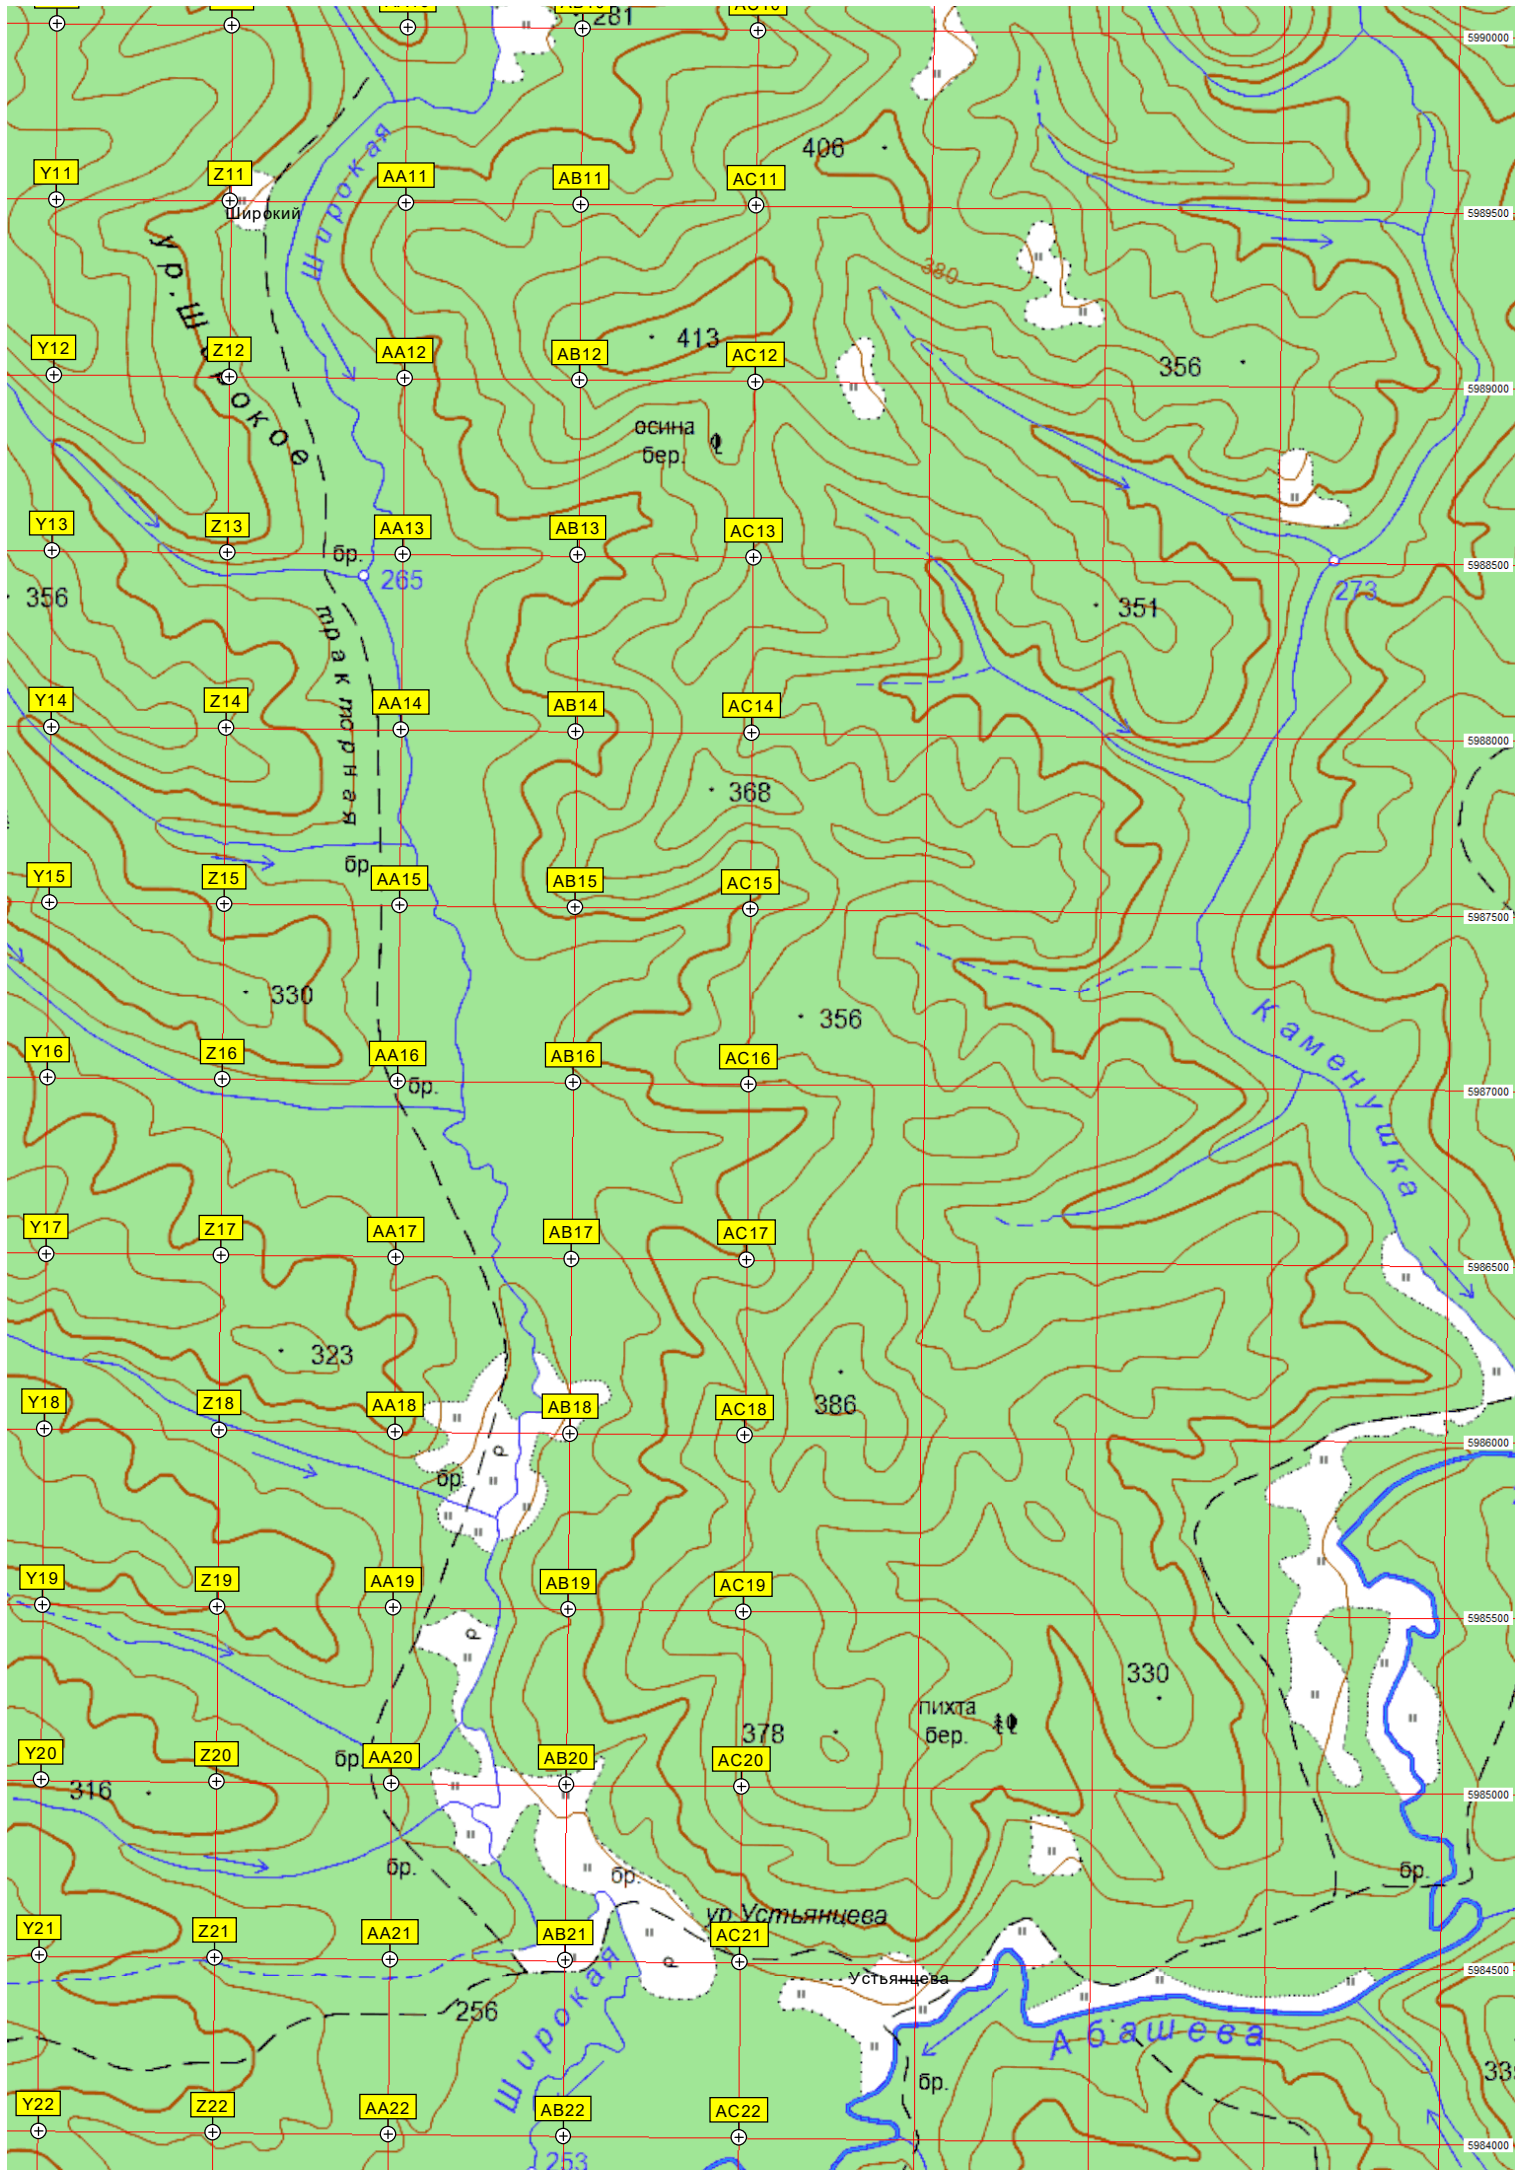 281
5990000
406
Y11
Z11
AA11
AB11
AC11
Широкий
Широкая
5989500
ур. Широкое
380
413
356
Y12
Z12
AA12
AB12
AC12
5989000
осина
бер.
Y13
Z13
AA13
AB13
AC13
бр.
265
273
5988500
356
351
тракторная
Y14
Z14
AA14
AB14
AC14
5988000
368
бр
Y15
Z15
AA15
AB15
AC15
5987500
330
356
Каменушка
Y16
Z16
AA16
AB16
AC16
бр.
5987000
Y17
Z17
AA17
AB17
AC17
5986500
323
386
Y18
Z18
AA18
AB18
AC18
5986000
р
бр.
Y19
Z19
AA19
AB19
AC19
5985500
р
330
пихта
бер.
378
Y20
Z20
AA20
AB20
AC20
бр.
316
5985000
бр.
бр.
бр.
ур Устьянцева
Y21
Z21
AA21
AB21
AC21
р
5984500
Устьянцева
256
Широкая
Абашева
бр.
Y22
Z22
AA22
AB22
AC22
5984000
253